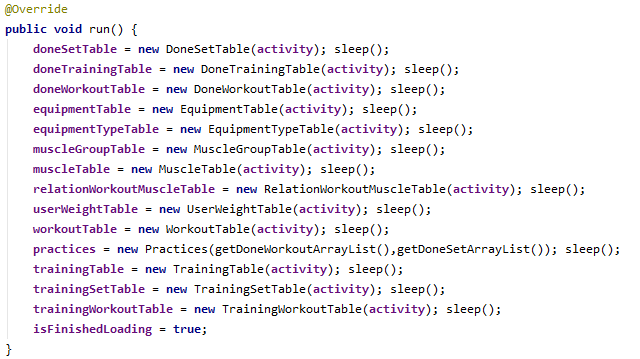 @Override
public void run() {
    doneSetTable = new DoneSetTable(activity); sleep();
    doneTrainingTable = new DoneTrainingTable(activity); sleep();
    doneWorkoutTable = new DoneWorkoutTable(activity); sleep();
    equipmentTable = new EquipmentTable(activity); sleep();
    equipmentTypeTable = new EquipmentTypeTable(activity); sleep();
    muscleGroupTable = new MuscleGroupTable(activity); sleep();
    muscleTable = new MuscleTable(activity); sleep();
    relationWorkoutMuscleTable = new RelationWorkoutMuscleTable(activity); sleep();
    userWeightTable = new UserWeightTable(activity); sleep();
    workoutTable = new WorkoutTable(activity); sleep();
    practices = new Practices(getDoneWorkoutArrayList(),getDoneSetArrayList()); sleep();
    trainingTable = new TrainingTable(activity); sleep();
    trainingSetTable = new TrainingSetTable(activity); sleep();
    trainingWorkoutTable = new TrainingWorkoutTable(activity); sleep();
    isFinishedLoading = true;
}